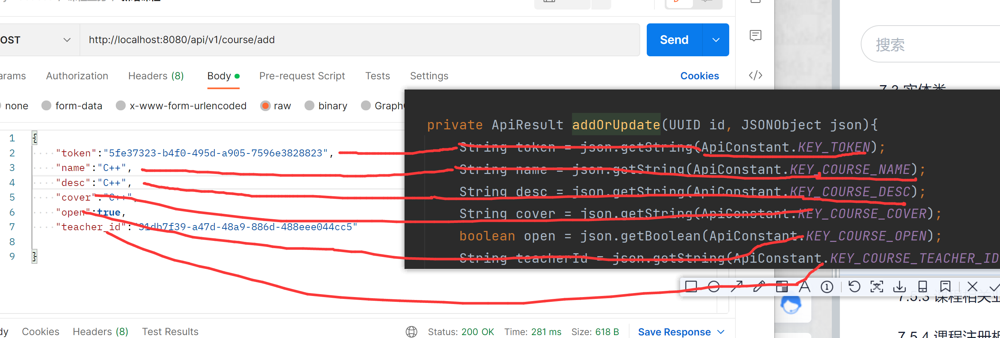 OST
http://localhost:8080/api/v1/course/add
Send
搜索
arams
Authorization
Headers (8)
Body
Pre-request Script
Tests
Settings
Cookies
none
form-data
x-www-form-urlencoded
raw
binary
Graph
private ApiResult addOrUpdate(UUID id, JSONObject json){
String token = json.getString(ApiConstant.KEY_TOKEN);
String name = json.getString(ApiConstant.KEY_COURSE_NAME);
String desc = json.getString(ApiConstant.KEY_COURSE_DESC);
String cover = json.getString(ApiConstant.KEY_COURSE_COVER);
boolean open = json.getBoolean(ApiConstant.KEY_COURSE_OPEN);
String teacherId = json.getString(ApiConstant.KEY_COURSE_TEACHER_ID
1 {
2 "token":"5fe37323-b4f0-495d-a905-7596e3828823",
3 "name":"C++",
4 "desc":"C++",
5 "cover":"C++",
6 "open":true,
7 "teacher_id":"31db7f39-a47d-48a9-886d-488eee044cc5"
8
9 }
7.5.3 课程相关业
dy
Cookies
Headers (8)
Test Results
Status: 200 OK
Time: 281 ms
Size: 618 B
Save Response
7.5.4 课程注册相